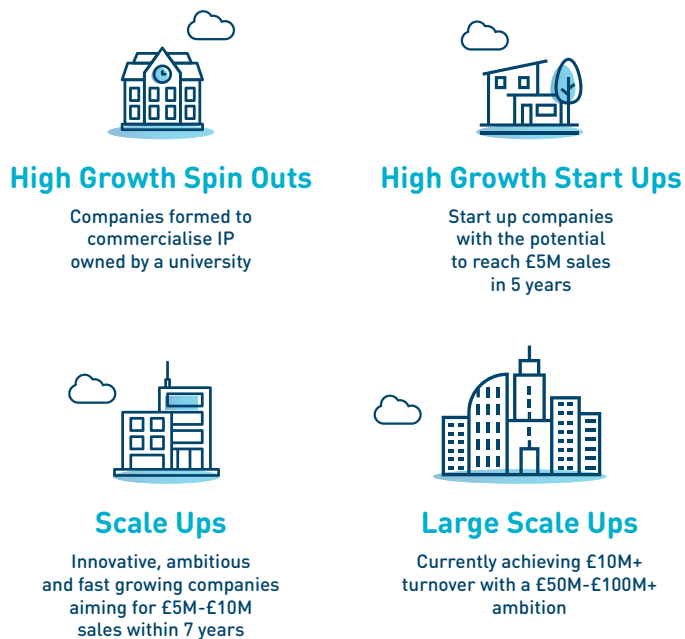 High Growth Spin Outs
Companies formed to
commercialise IP
owned by a university
High Growth Start Ups
Start up companies
with the potential
to reach £5M sales
in 5 years
Scale Ups
Innovative, ambitious
and fast growing companies
aiming for £5M-£10M
sales within 7 years
Large Scale Ups
Currently achieving £10M+
turnover with a £50M-£100M+
ambition